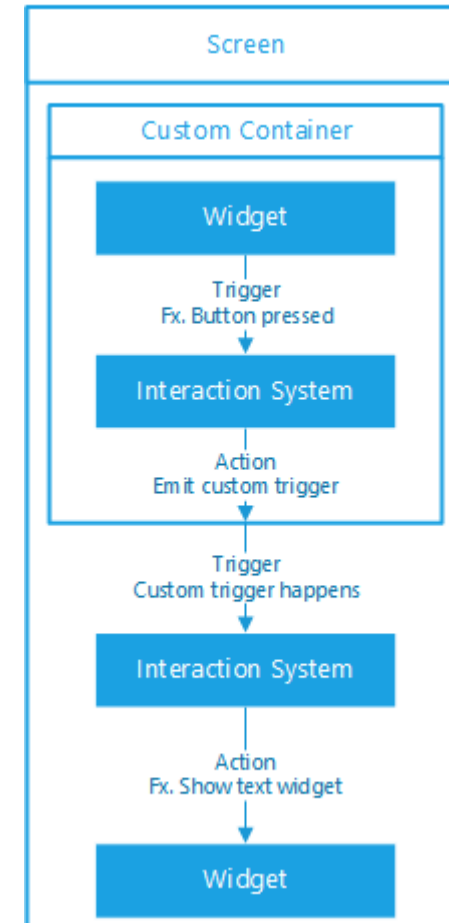 Screen
Custom Container
Widget
Trigger
Fx. Button pressed
Interaction System
Action
Emit custom trigger
Trigger
Custom trigger happens
Interaction System
Action
Fx. Show text widget
Widget